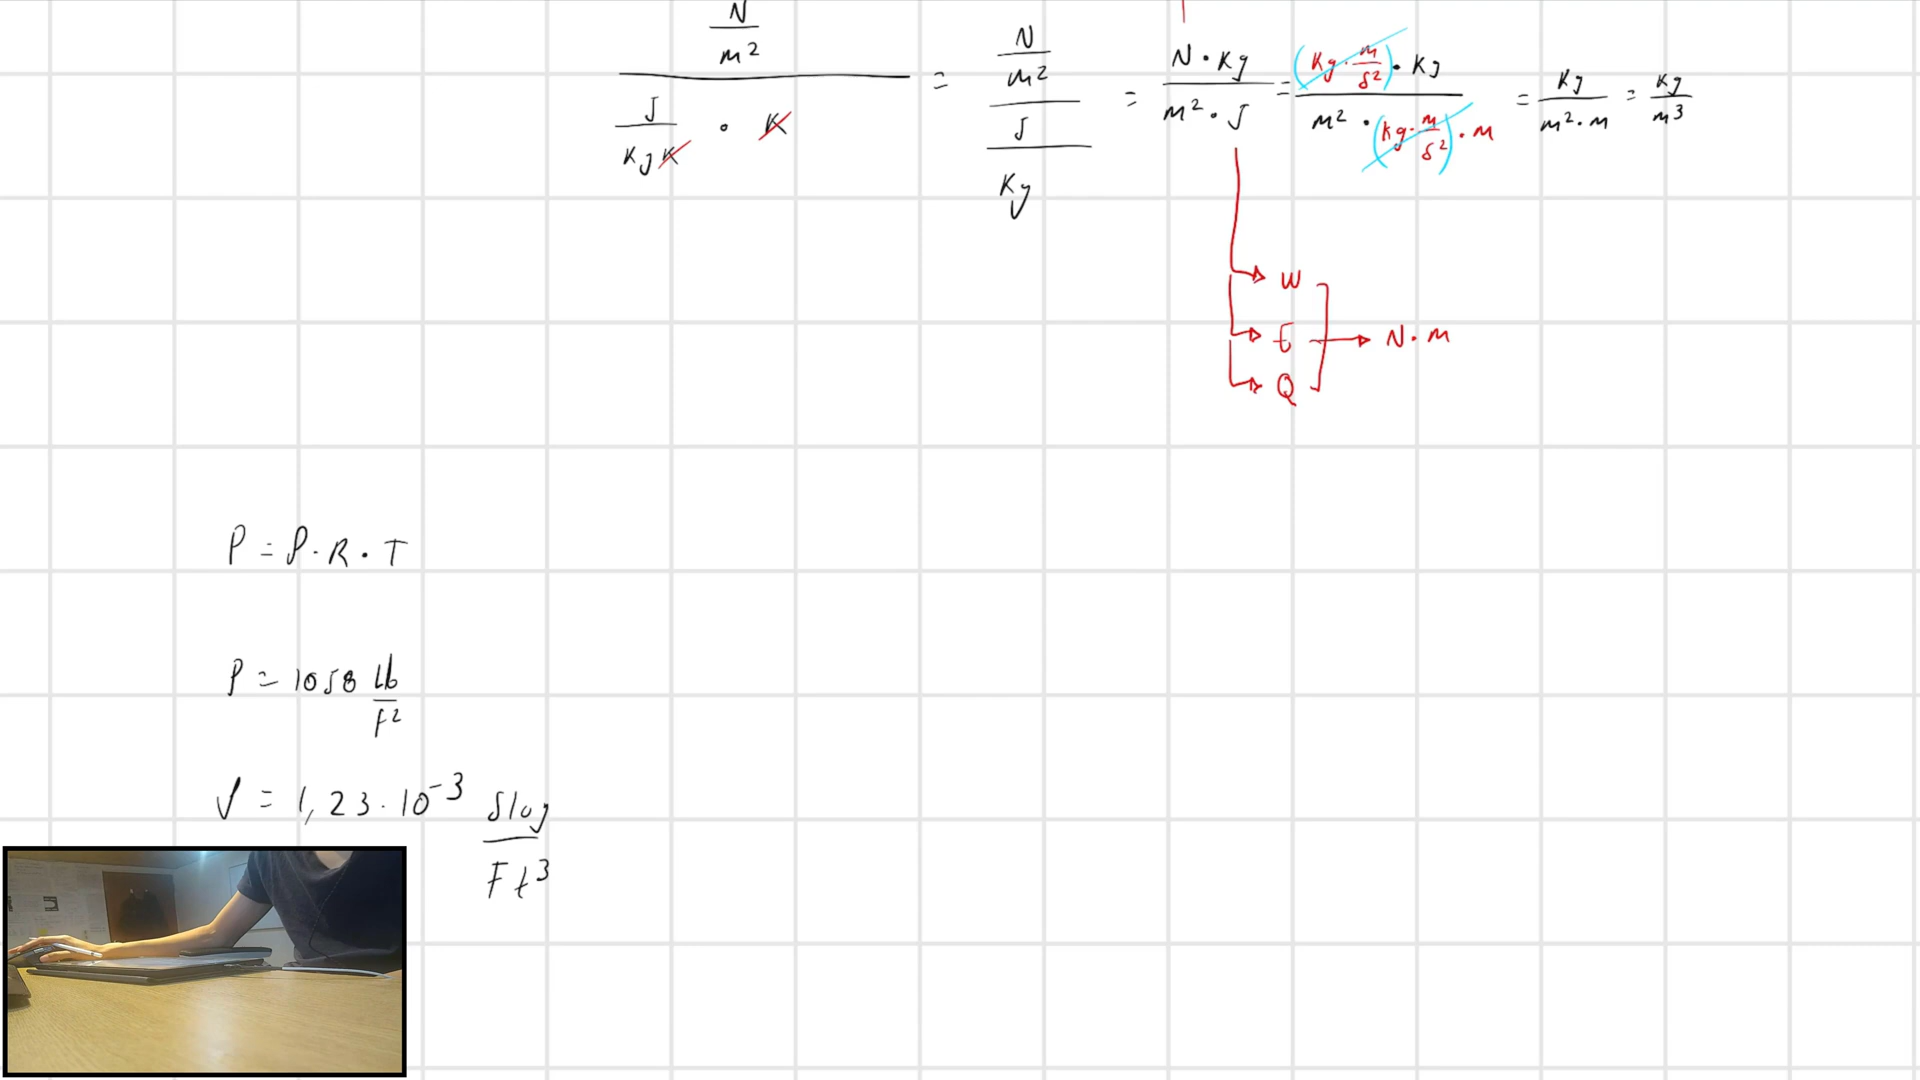 N/m² / (J/KgK · K) = N/m² / J / Kg = N·Kg / m²·J = (Kg·m/s²)·Kg / m²·(Kg·m/s²)·m = Kg / m²·m = Kg / m³
W
E → N·m
Q
P = ρ·R·T
P = 1058 Lb/F²
ρ = 1,23·10⁻³ Slug/Ft³